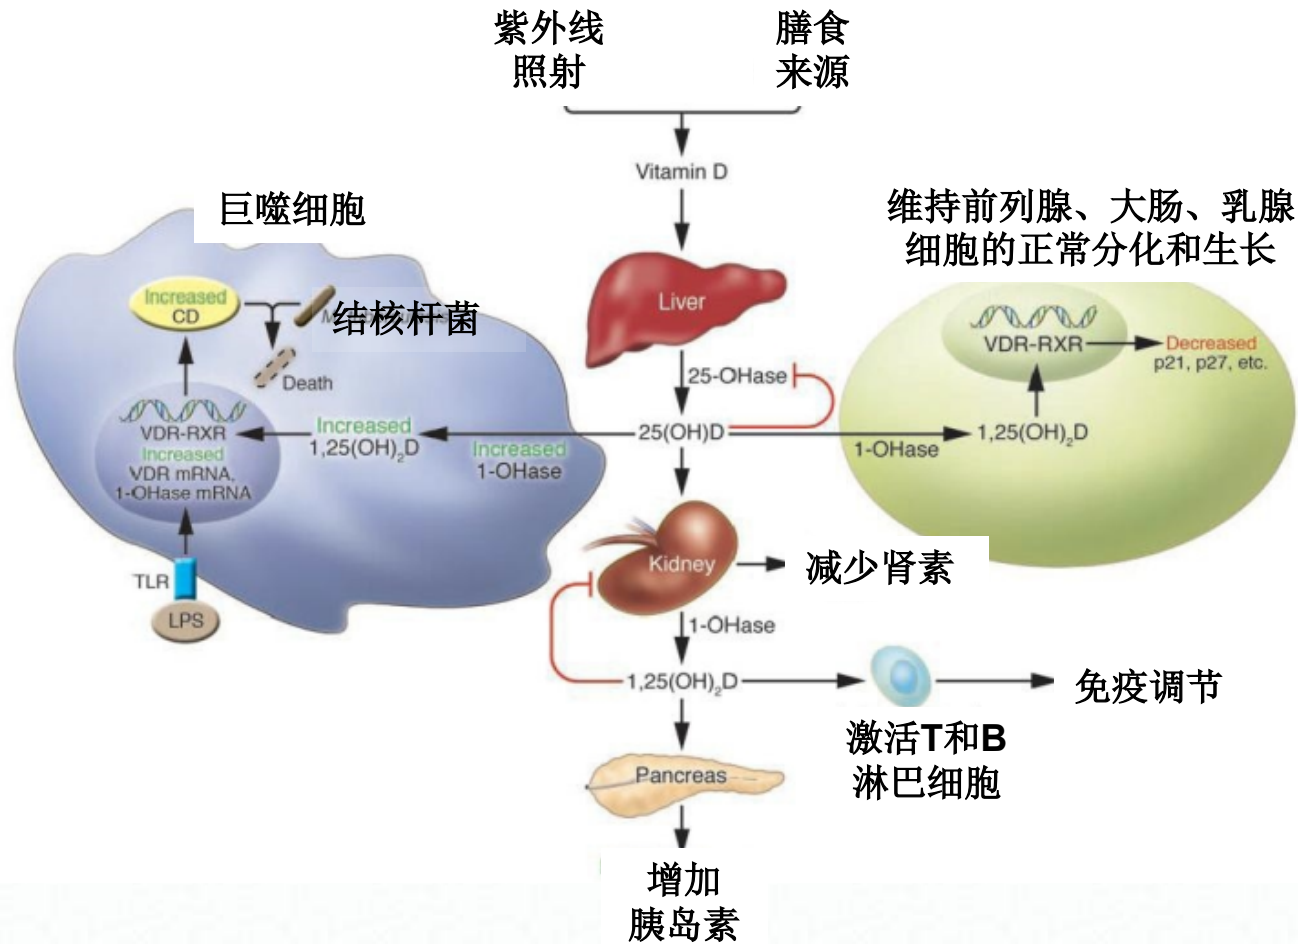 紫外线
照射
膳食
来源
Vitamin D
巨噬细胞
维持前列腺、大肠、乳腺
细胞的正常分化和生长
Increased
CD
结核杆菌
Death
Liver
VDR-RXR
Decreased
p21, p27, etc.
25-OHase
VDR-RXR
Increased
VDR mRNA,
1-OHase mRNA
Increased
1,25(OH)₂D
Increased
1-OHase
25(OH)D
1-OHase
1,25(OH)₂D
TLR
LPS
Kidney
减少肾素
1-OHase
1,25(OH)₂D
免疫调节
激活T和B
淋巴细胞
Pancreas
增加
胰岛素